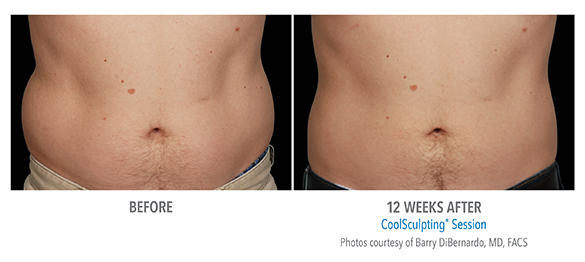 BEFORE
12 WEEKS AFTER
CoolSculpting® Session
Photos courtesy of Barry DiBernardo, MD, FACS